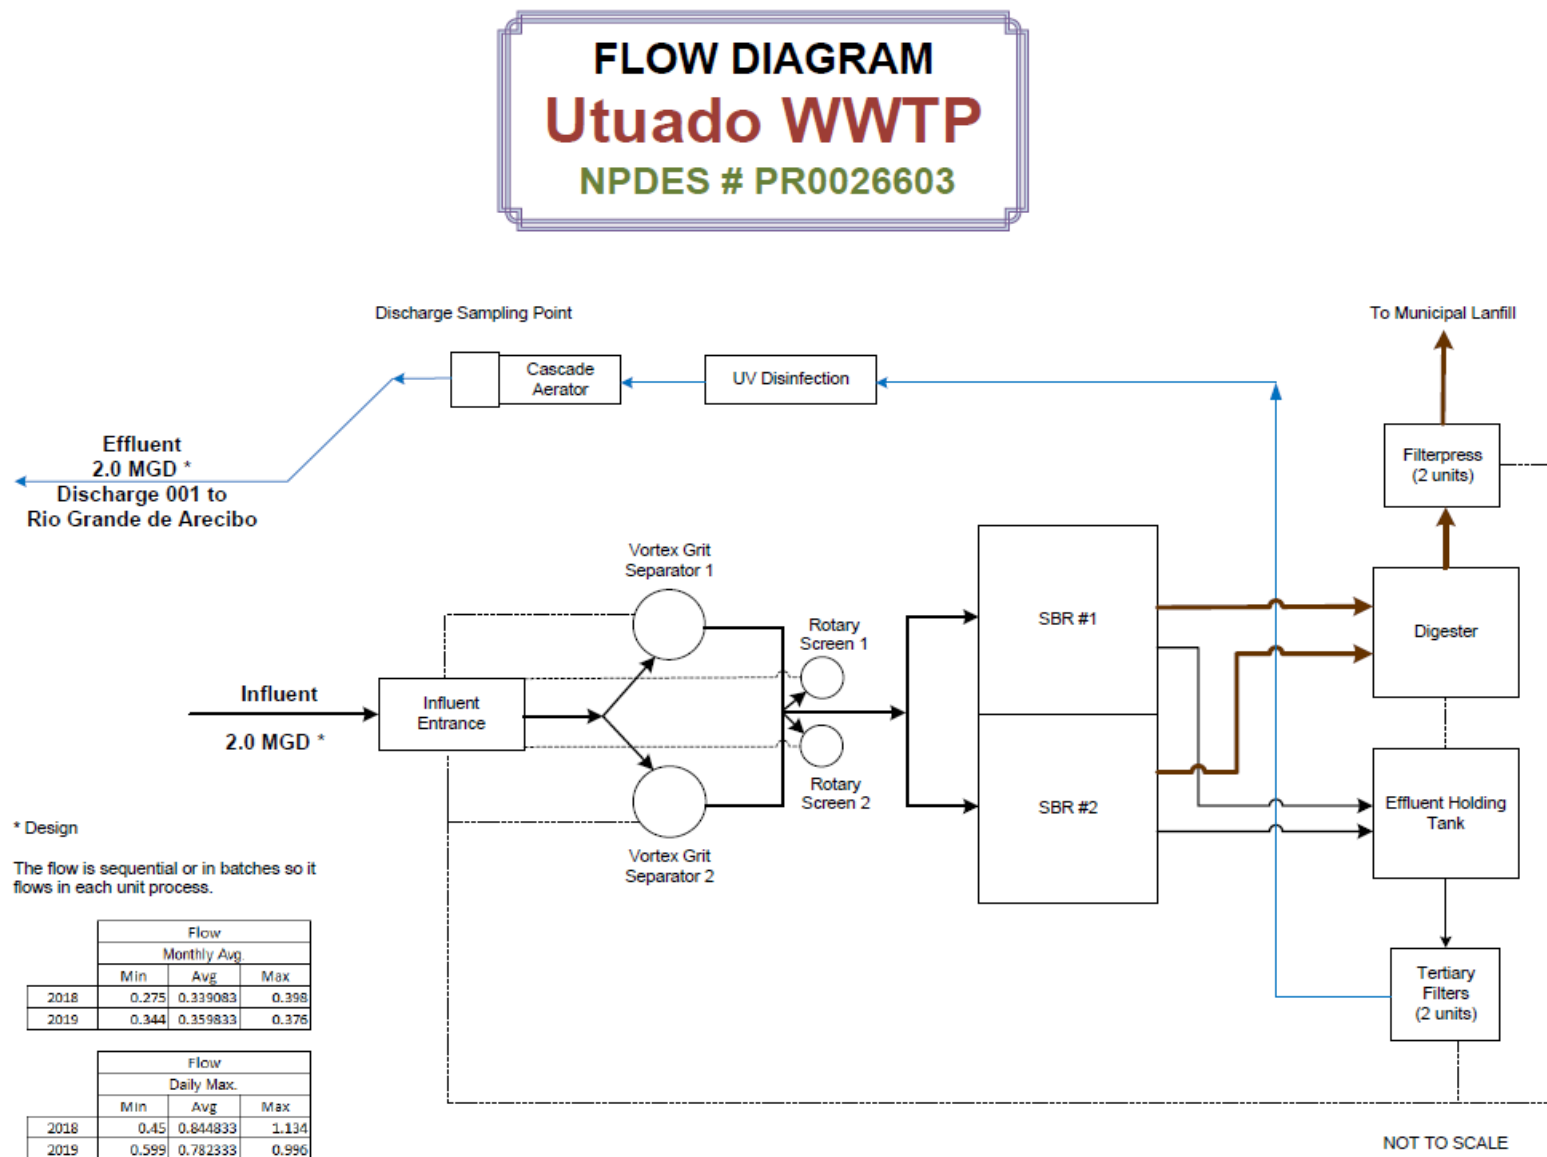 FLOW DIAGRAM
Utuado WWTP
NPDES # PR0026603
Discharge Sampling Point
To Municipal Lanfill
Cascade
Aerator
UV Disinfection
Effluent
2.0 MGD *
Discharge 001 to
Rio Grande de Arecibo
Filterpress
(2 units)
Vortex Grit
Separator 1
Rotary
Screen 1
SBR #1
Digester
Influent
2.0 MGD *
Influent
Entrance
Rotary
Screen 2
SBR #2
Effluent Holding
Tank
Vortex Grit
Separator 2
* Design
The flow is sequential or in batches so it
flows in each unit process.
Flow
Monthly Avg.
Min Avg Max
2018 0.275 0.339083 0.398
2019 0.344 0.359833 0.376
Tertiary
Filters
(2 units)
Flow
Daily Max.
Min Avg Max
2018 0.45 0.844833 1.134
2019 0.599 0.782333 0.996
NOT TO SCALE